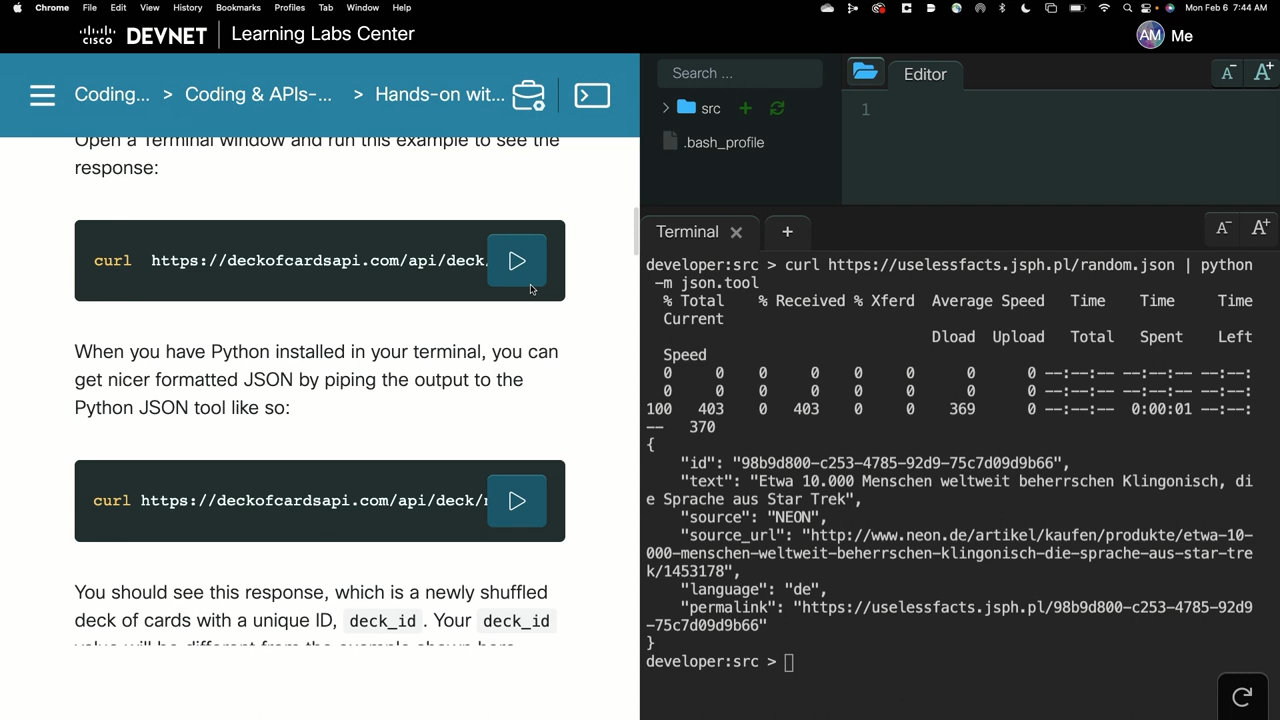 Chrome File Edit View History Bookmarks Profiles Tab Window Help
Mon Feb 6 7:44 AM
CISCO DEVNET Learning Labs Center
AM Me
Coding... > Coding & APIs-... > Hands-on wit...
Open a Terminal window and run this example to see the
response:
curl https://deckofcardsapi.com/api/deck/
When you have Python installed in your terminal, you can
get nicer formatted JSON by piping the output to the
Python JSON tool like so:
curl https://deckofcardsapi.com/api/deck/
You should see this response, which is a newly shuffled
deck of cards with a unique ID, deck_id. Your deck_id
value will be different from the example shown here
Search ...
> src +
.bash_profile
Editor
A- A+
1
Terminal × +
A- A+
developer:src > curl https://uselessfacts.jsph.pl/random.json | python
-m json.tool
% Total % Received % Xferd Average Speed Time Time Time
Current
Dload Upload Total Spent Left
Speed
0 0 0 0 0 0 0 0 --:--:-- --:--:-- --:--:
0 0 0 0 0 0 0 0 --:--:-- --:--:-- --:--:
100 403 0 403 0 0 369 0 --:--:-- 0:00:01 --:--:
-- 370
{
"id": "98b9d800-c253-4785-92d9-75c7d09d9b66",
"text": "Etwa 10.000 Menschen weltweit beherrschen Klingonisch, di
e Sprache aus Star Trek",
"source": "NEON",
"source_url": "http://www.neon.de/artikel/kaufen/produkte/etwa-10-
000-menschen-weltweit-beherrschen-klingonisch-die-sprache-aus-star-tre
k/1453178",
"language": "de",
"permalink": "https://uselessfacts.jsph.pl/98b9d800-c253-4785-92d9
-75c7d09d9b66"
}
developer:src >